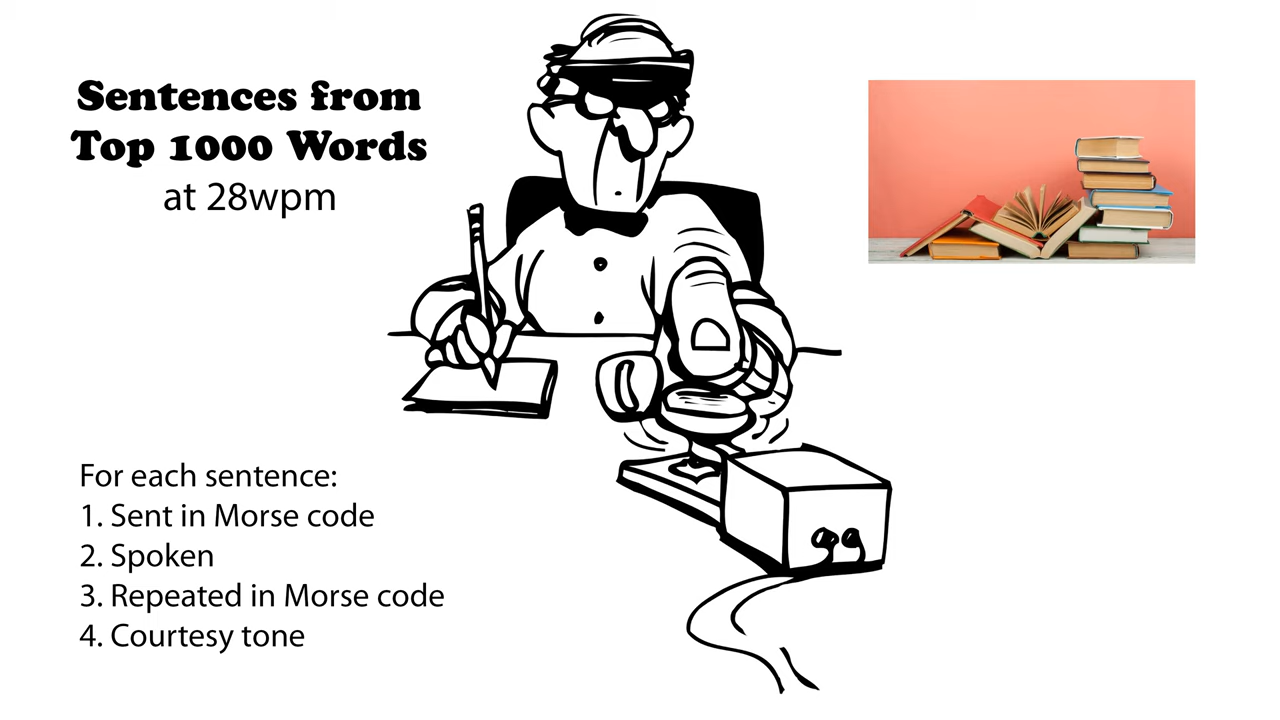 Sentences from
Top 1000 Words
at 28wpm
For each sentence:
1. Sent in Morse code
2. Spoken
3. Repeated in Morse code
4. Courtesy tone